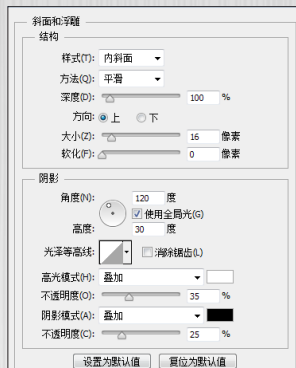 斜面和浮雕
结构
样式(T): 内斜面
方法(Q): 平滑
深度(D): 100 %
方向: 上 下
大小(Z): 16 像素
软化(F): 0 像素
阴影
角度(N): 120 度
使用全局光(G)
高度: 30 度
光泽等高线: 消除锯齿(L)
高光模式(H): 叠加
不透明度(O): 35 %
阴影模式(A): 叠加
不透明度(C): 25 %
设置为默认值 复位为默认值